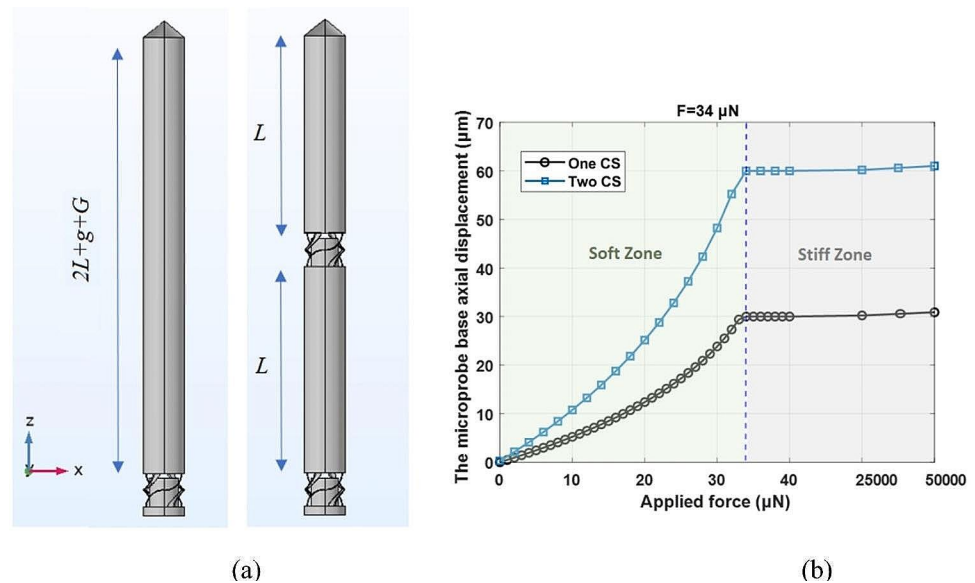 2L+g+G
L
L
z
y
x
(a)
F=34 µN
The microprobe base axial displacement (µm)
70
60
50
40
30
20
10
0
One CS
Two CS
Soft Zone
Stiff Zone
0 10 20 30 40 25000 50000
Applied force (µN)
(b)